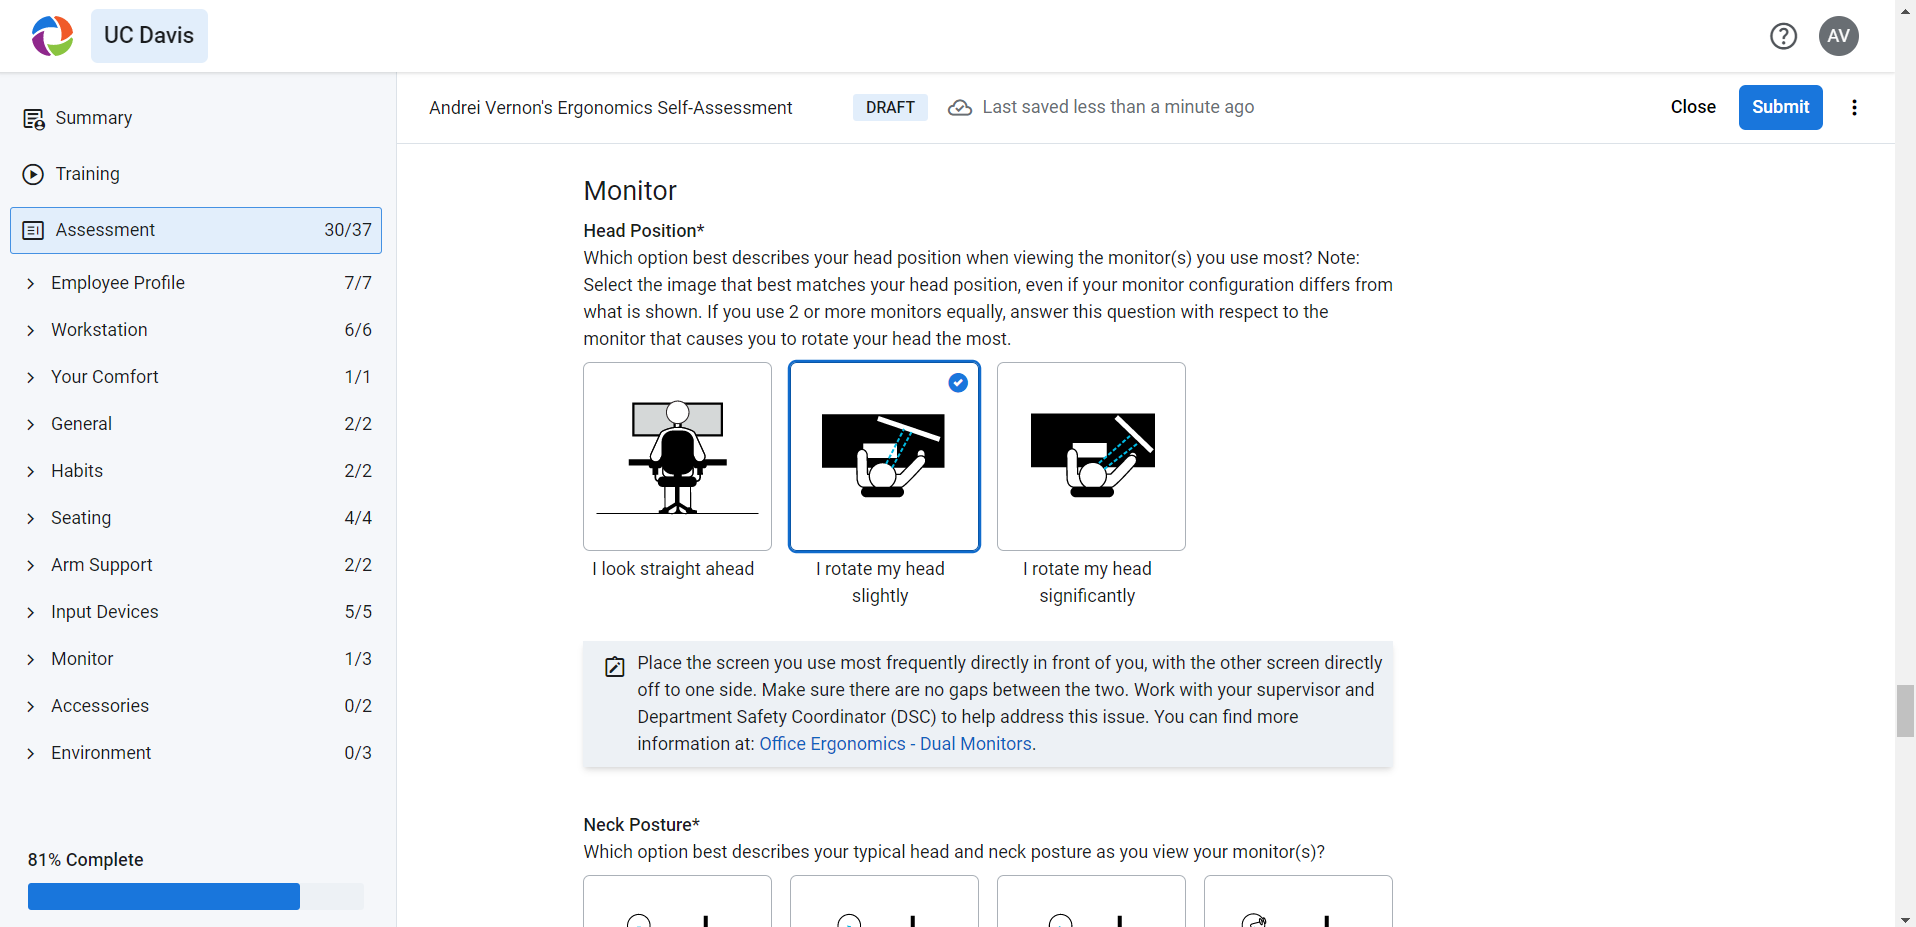 UC Davis
AV
Summary
Training
Assessment 30/37
Employee Profile 7/7
Workstation 6/6
Your Comfort 1/1
General 2/2
Habits 2/2
Seating 4/4
Arm Support 2/2
Input Devices 5/5
Monitor 1/3
Accessories 0/2
Environment 0/3
81% Complete
Andrei Vernon's Ergonomics Self-Assessment DRAFT Last saved less than a minute ago Close Submit
Monitor
Head Position*
Which option best describes your head position when viewing the monitor(s) you use most? Note:
Select the image that best matches your head position, even if your monitor configuration differs from
what is shown. If you use 2 or more monitors equally, answer this question with respect to the
monitor that causes you to rotate your head the most.
I look straight ahead
I rotate my head
slightly
I rotate my head
significantly
Place the screen you use most frequently directly in front of you, with the other screen directly
off to one side. Make sure there are no gaps between the two. Work with your supervisor and
Department Safety Coordinator (DSC) to help address this issue. You can find more
information at: Office Ergonomics - Dual Monitors.
Neck Posture*
Which option best describes your typical head and neck posture as you view your monitor(s)?